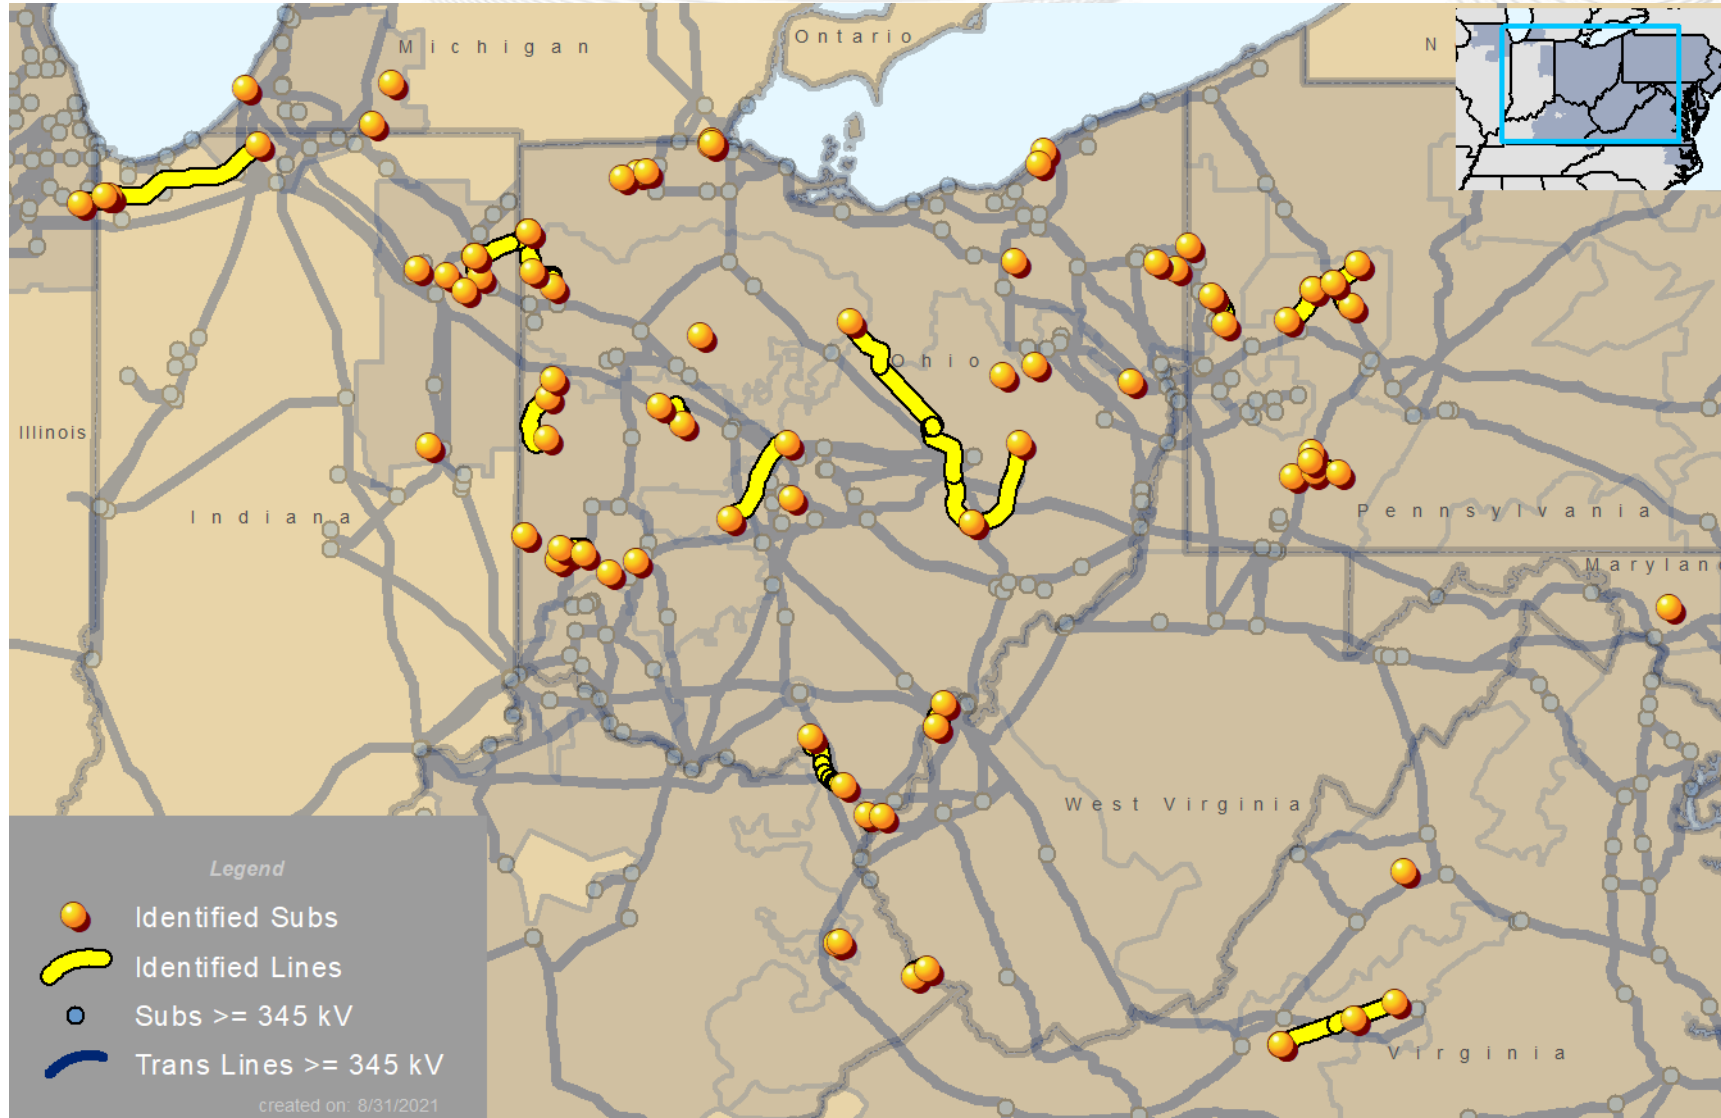 Michigan
Ontario
N
Ohio
Illinois
Indiana
Pennsylvania
Marylan
West Virginia
Virginia
Legend
Identified Subs
Identified Lines
Subs >= 345 kV
Trans Lines >= 345 kV
created on: 8/31/2021